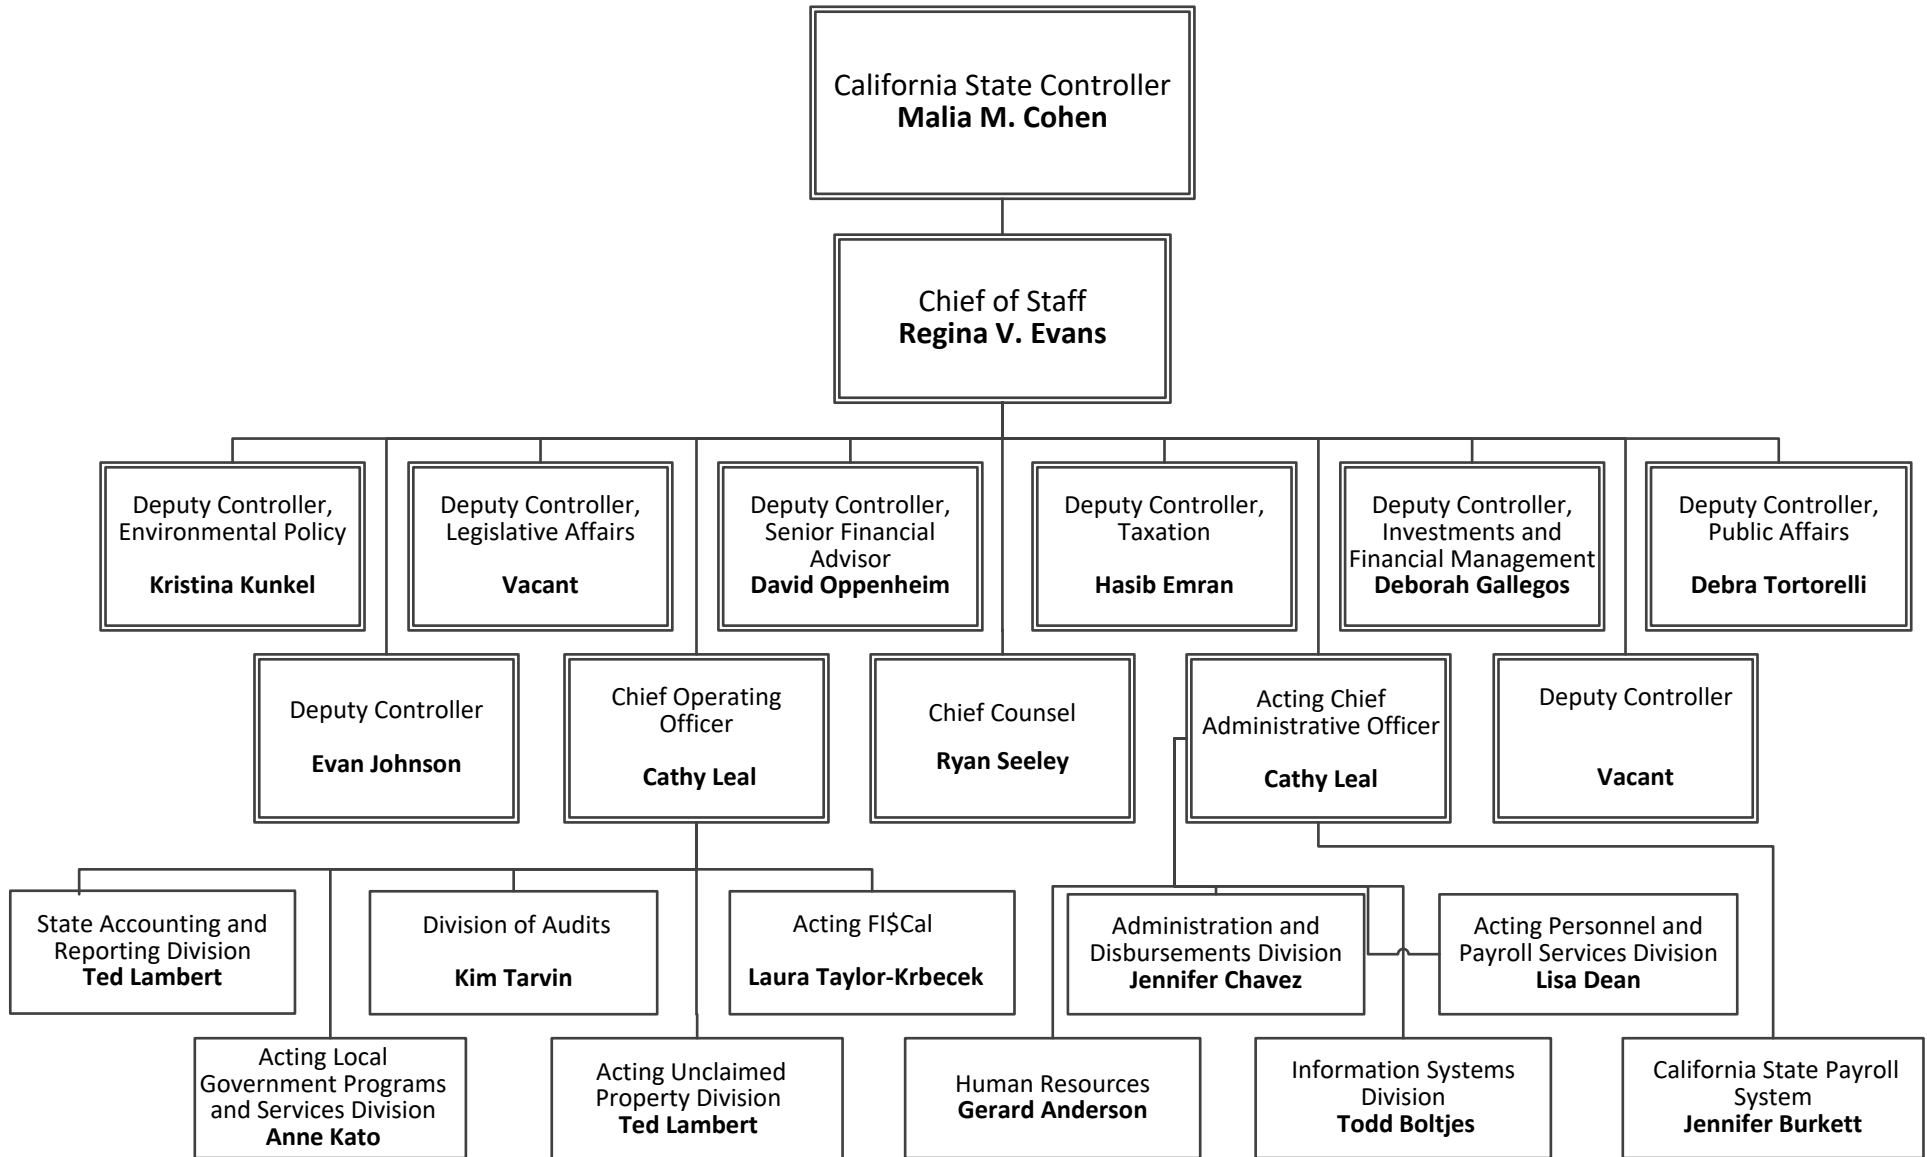 California State Controller
Malia M. Cohen
Chief of Staff
Regina V. Evans
Deputy Controller,
Environmental Policy
Kristina Kunkel
Deputy Controller,
Legislative Affairs
Vacant
Deputy Controller,
Senior Financial
Advisor
David Oppenheim
Deputy Controller,
Taxation
Hasib Emran
Deputy Controller,
Investments and
Financial Management
Deborah Gallegos
Deputy Controller,
Public Affairs
Debra Tortorelli
Deputy Controller
Evan Johnson
Chief Operating
Officer
Cathy Leal
Chief Counsel
Ryan Seeley
Acting Chief
Administrative Officer
Cathy Leal
Deputy Controller
Vacant
State Accounting and
Reporting Division
Ted Lambert
Division of Audits
Kim Tarvin
Acting FI$Cal
Laura Taylor-Krbecek
Administration and
Disbursements Division
Jennifer Chavez
Acting Personnel and
Payroll Services Division
Lisa Dean
Acting Local
Government Programs
and Services Division
Anne Kato
Acting Unclaimed
Property Division
Ted Lambert
Human Resources
Gerard Anderson
Information Systems
Division
Todd Boltjes
California State Payroll
System
Jennifer Burkett